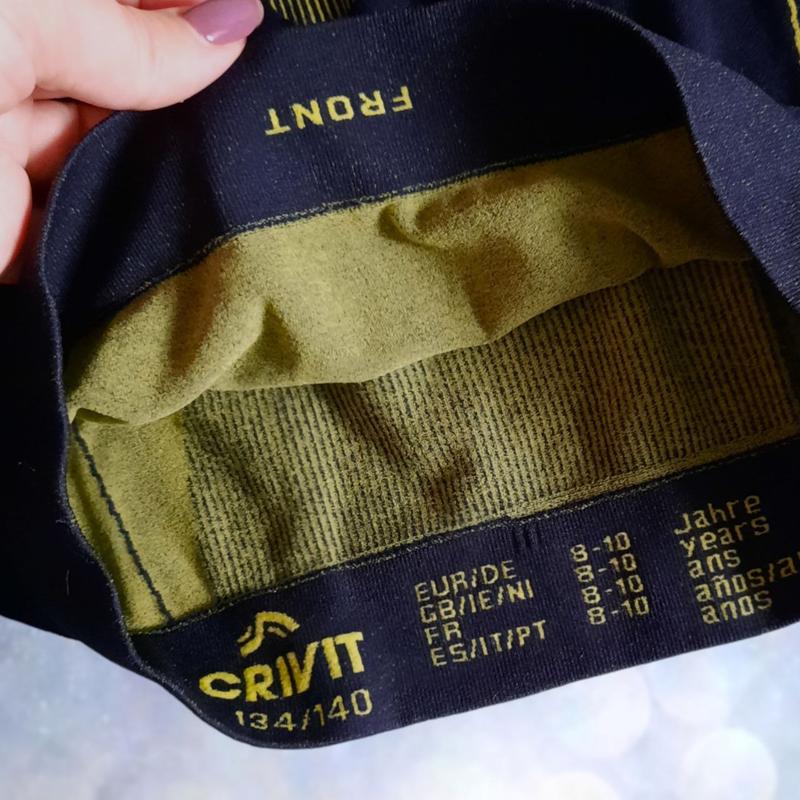 FRONT
CRIVIT
134/140
EUR/DE 8-10 Jahre
GB/IE/NI 8-10 years
FR 8-10 ans
ES/IT/PT 8-10 años/a
anos